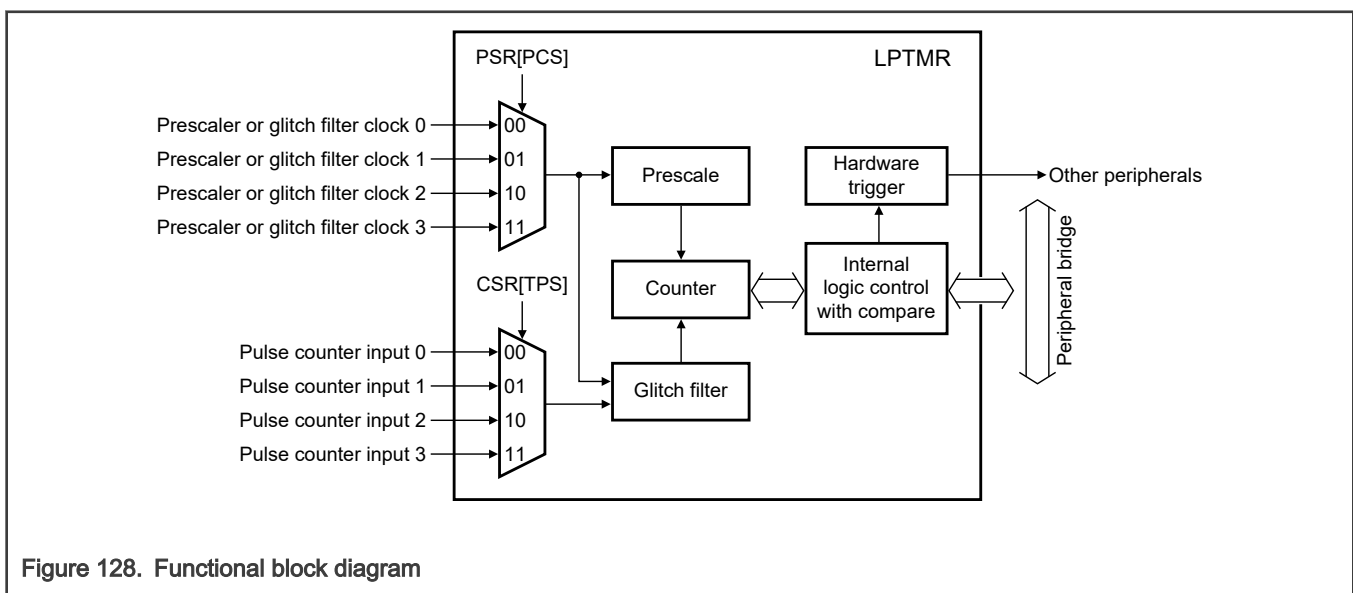 PSR[PCS]
LPTMR
Prescaler or glitch filter clock 0
00
Prescaler or glitch filter clock 1
01
Prescaler or glitch filter clock 2
10
Prescaler or glitch filter clock 3
11
Prescale
Hardware
trigger
Other peripherals
CSR[TPS]
Counter
Internal
logic control
with compare
Peripheral bridge
Pulse counter input 0
00
Pulse counter input 1
01
Pulse counter input 2
10
Pulse counter input 3
11
Glitch filter
Figure 128. Functional block diagram